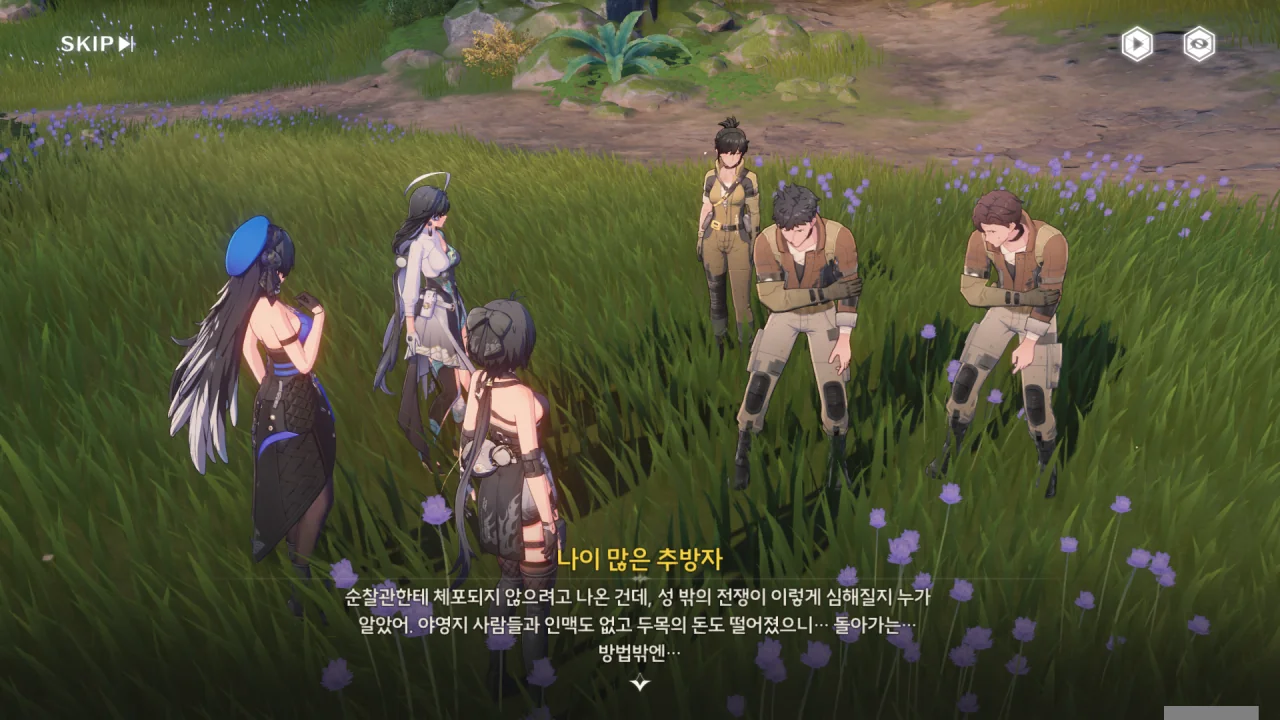 SKIP
나이 많은 추방자
순찰관한테 체포되지 않으려고 나온 건데, 성 밖의 전쟁이 이렇게 심해질지 누가
알았어. 야영지 사람들과 인맥도 없고 두목의 돈도 떨어졌으니… 돌아가는…
방법밖엔…